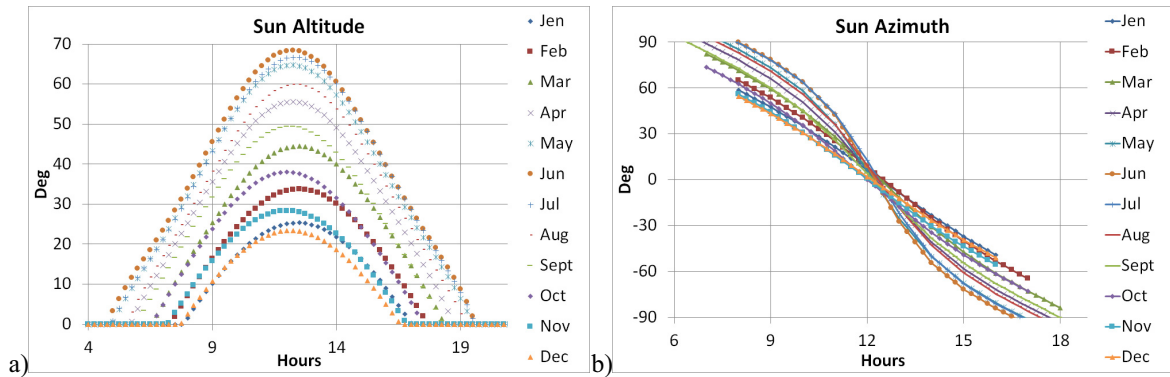 Sun Altitude
70
60
50
40
30
20
10
0
Deg
4 9 14 19
Hours
Jen
Feb
Mar
Apr
May
Jun
Jul
Aug
Sept
Oct
Nov
Dec
a)
Sun Azimuth
90
60
30
0
-30
-60
-90
Deg
6 9 12 15 18
Hours
Jen
Feb
Mar
Apr
May
Jun
Jul
Aug
Sept
Oct
Nov
Dec
b)